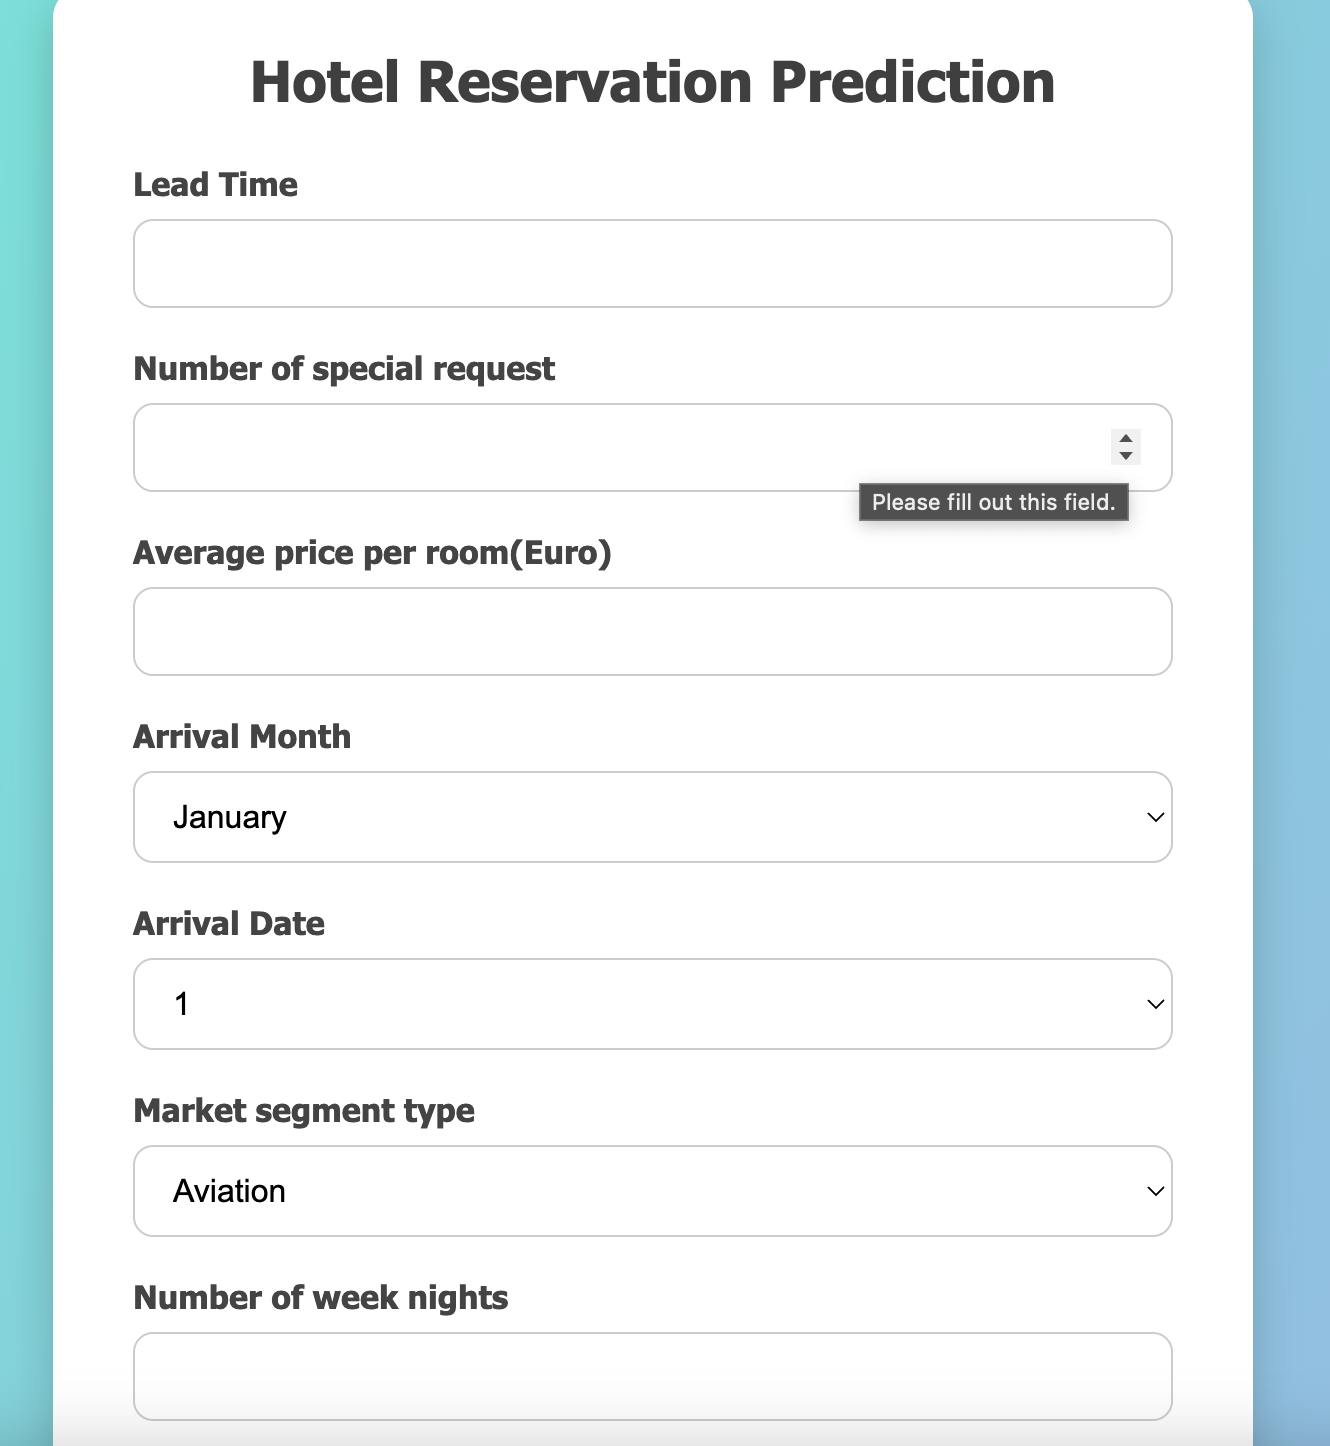 Hotel Reservation Prediction
Lead Time
Number of special request
Please fill out this field.
Average price per room(Euro)
Arrival Month
January
Arrival Date
1
Market segment type
Aviation
Number of week nights